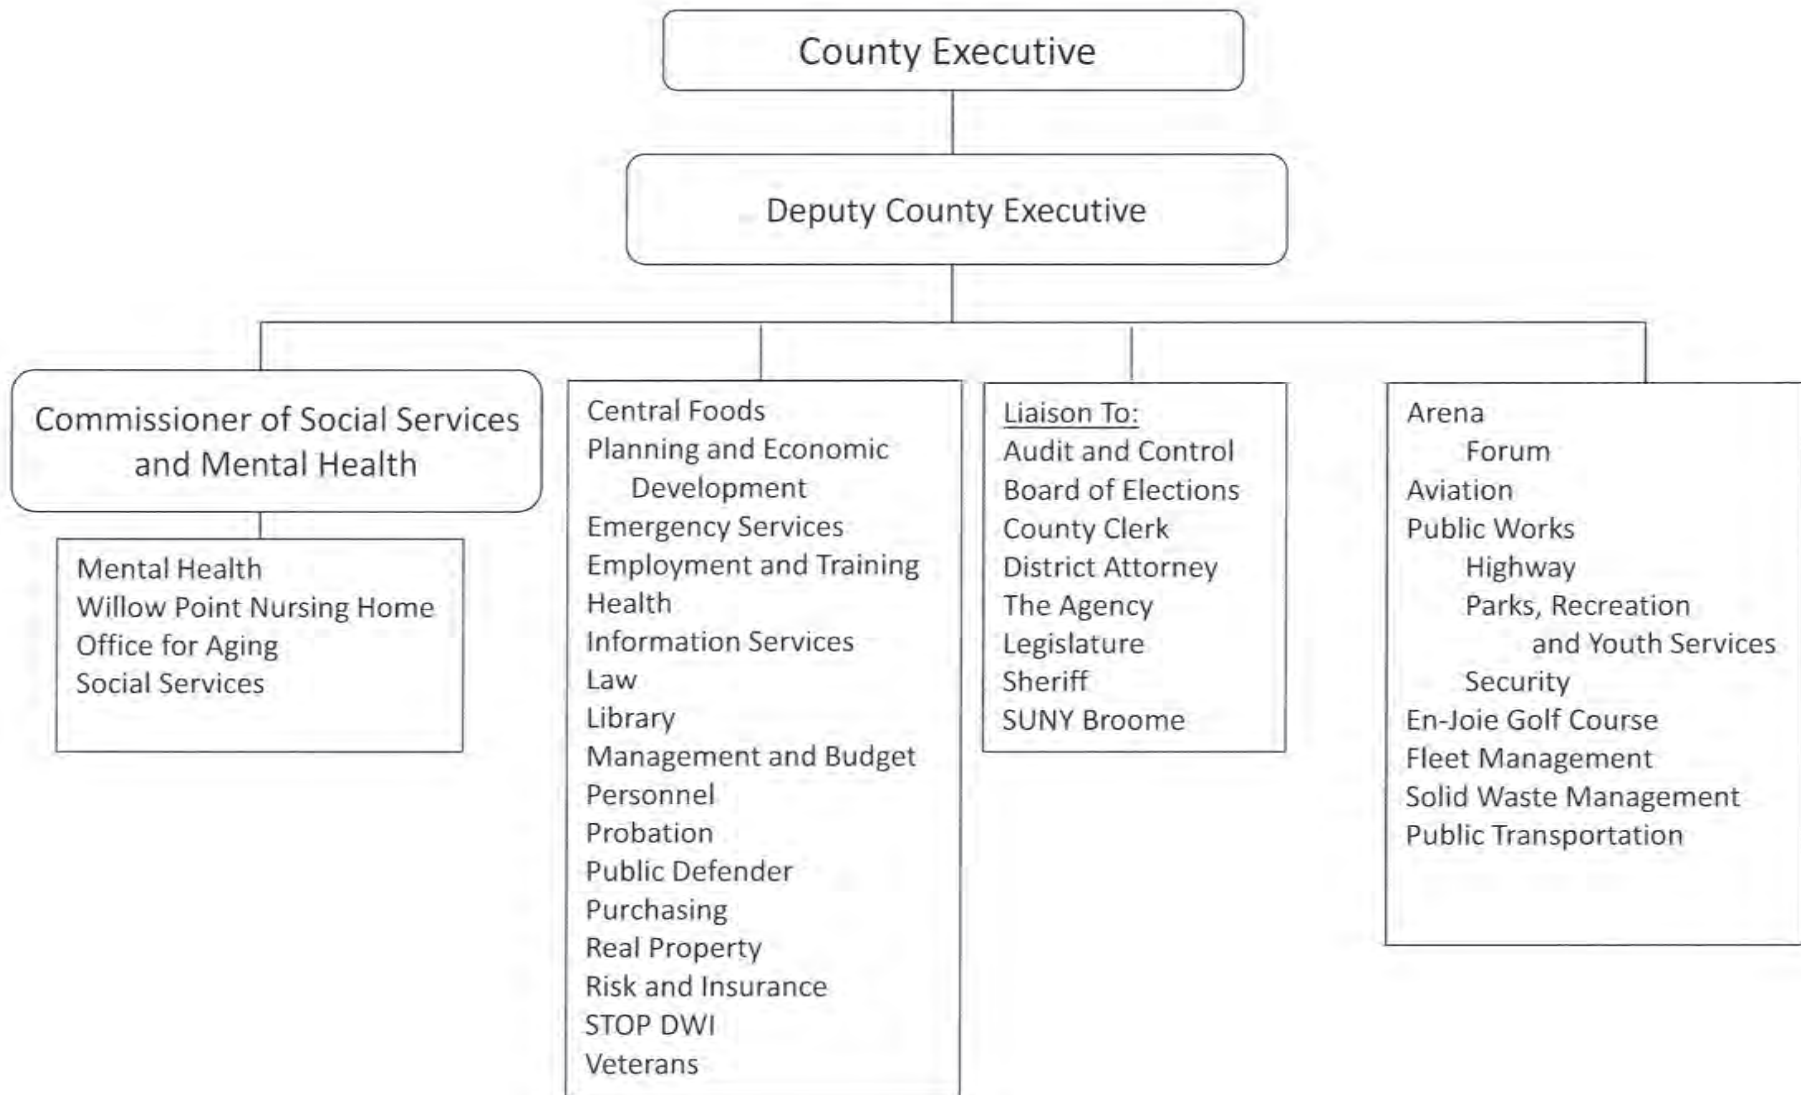 County Executive
Deputy County Executive
Commissioner of Social Services
and Mental Health
Mental Health
Willow Point Nursing Home
Office for Aging
Social Services
Central Foods
Planning and Economic
Development
Emergency Services
Employment and Training
Health
Information Services
Law
Library
Management and Budget
Personnel
Probation
Public Defender
Purchasing
Real Property
Risk and Insurance
STOP DWI
Veterans
Liaison To:
Audit and Control
Board of Elections
County Clerk
District Attorney
The Agency
Legislature
Sheriff
SUNY Broome
Arena
Forum
Aviation
Public Works
Highway
Parks, Recreation
and Youth Services
Security
En-Joie Golf Course
Fleet Management
Solid Waste Management
Public Transportation